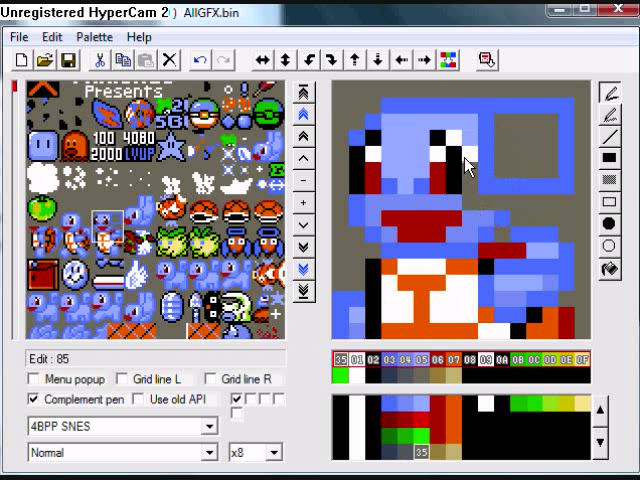 Unregistered HyperCam 2
) AllGFX.bin
File Edit Palette Help
Presents
100 4080
2000 LVUP
Edit : 85
35 01 02 03 04 05 06 07 08 09 0A 0B 0C 0D 0E 0F
Menu popup Grid line L Grid line R
Complement pen Use old API
4BPP SNES
Normal x8
35